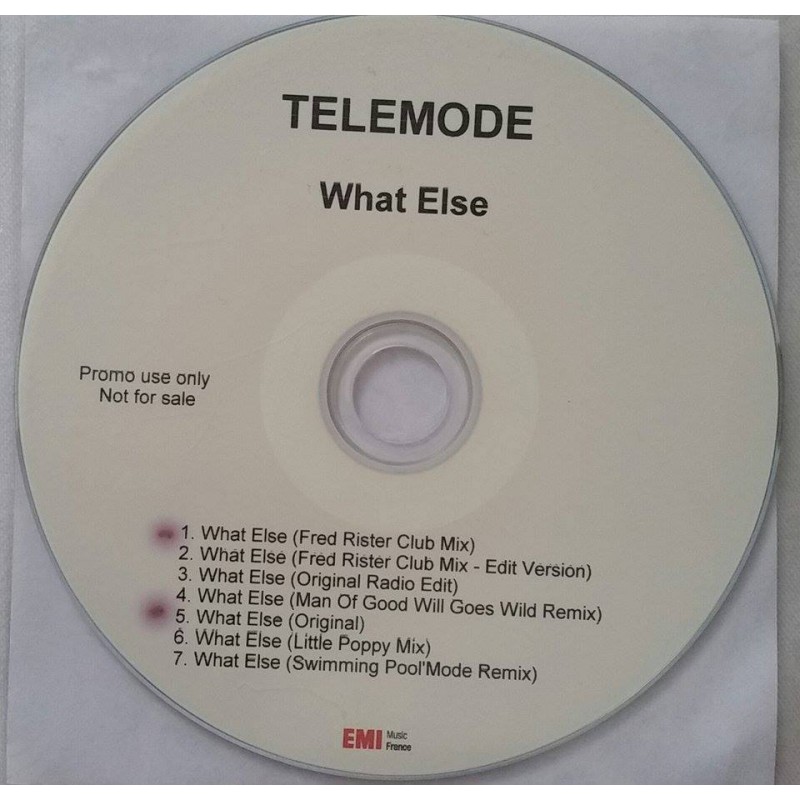 TELEMODE
What Else
Promo use only
Not for sale
1. What Else (Fred Rister Club Mix)
2. What Else (Fred Rister Club Mix - Edit Version)
3. What Else (Original Radio Edit)
4. What Else (Man Of Good Will Goes Wild Remix)
5. What Else (Original)
6. What Else (Little Poppy Mix)
7. What Else (Swimming Pool'Mode Remix)
EMI Music
France